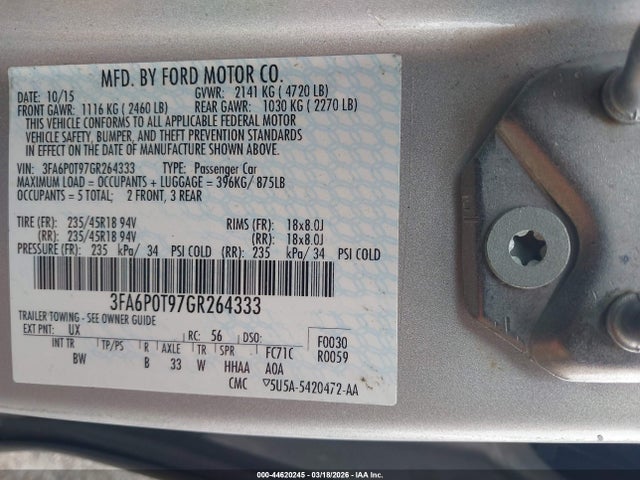 MFD. BY FORD MOTOR CO.
DATE: 10/15 GVWR: 2141 KG ( 4720 LB)
FRONT GAWR: 1116 KG ( 2460 LB) REAR GAWR: 1030 KG ( 2270 LB)
THIS VEHICLE CONFORMS TO ALL APPLICABLE FEDERAL MOTOR
VEHICLE SAFETY, BUMPER, AND THEFT PREVENTION STANDARDS
IN EFFECT ON THE DATE OF MANUFACTURE SHOWN ABOVE.
VIN: 3FA6P0T97GR264333 TYPE: Passenger Car
MAXIMUM LOAD = OCCUPANTS + LUGGAGE = 396KG/ 875LB
OCCUPANTS = 5 TOTAL; 2 FRONT, 3 REAR
TIRE (FR): 235/45R18 94V RIMS (FR): 18x8.0J
(RR): 235/45R18 94V (RR): 18x8.0J
PRESSURE (FR): 235 kPa/ 34 PSI COLD (RR): 235 kPa/ 34 PSI COLD
3FA6P0T97GR264333
TRAILER TOWING - SEE OWNER GUIDE
EXT PNT: UX RC: 56 DSO: F0030
INT TR TP/PS R AXLE TR SPR FC71C R0059
BW B 33 W HHAA A0A
CMC ▽5U5A-5420472-AA
000-44620245 - 03/18/2026 - IAA Inc.